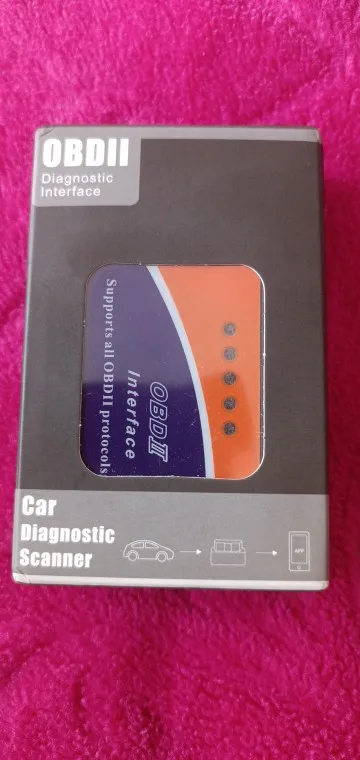 OBDII
Diagnostic
Interface
Supports all OBDII protocols
OBDII
Interface
Car
Diagnostic
Scanner
APP